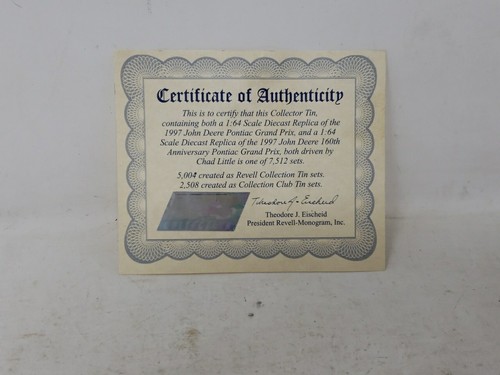 Certificate of Authenticity
This is to certify that this Collector Tin,
containing both a 1:64 Scale Diecast Replica of the
1997 John Deere Pontiac Grand Prix, and a 1:64
Scale Diecast Replica of the 1997 John Deere 160th
Anniversary Pontiac Grand Prix, both driven by
Chad Little is one of 7,512 sets.
5,004 created as Revell Collection Tin sets.
2,508 created as Collection Club Tin sets.
Theodore J. Eischeid
Theodore J. Eischeid
President Revell-Monogram, Inc.